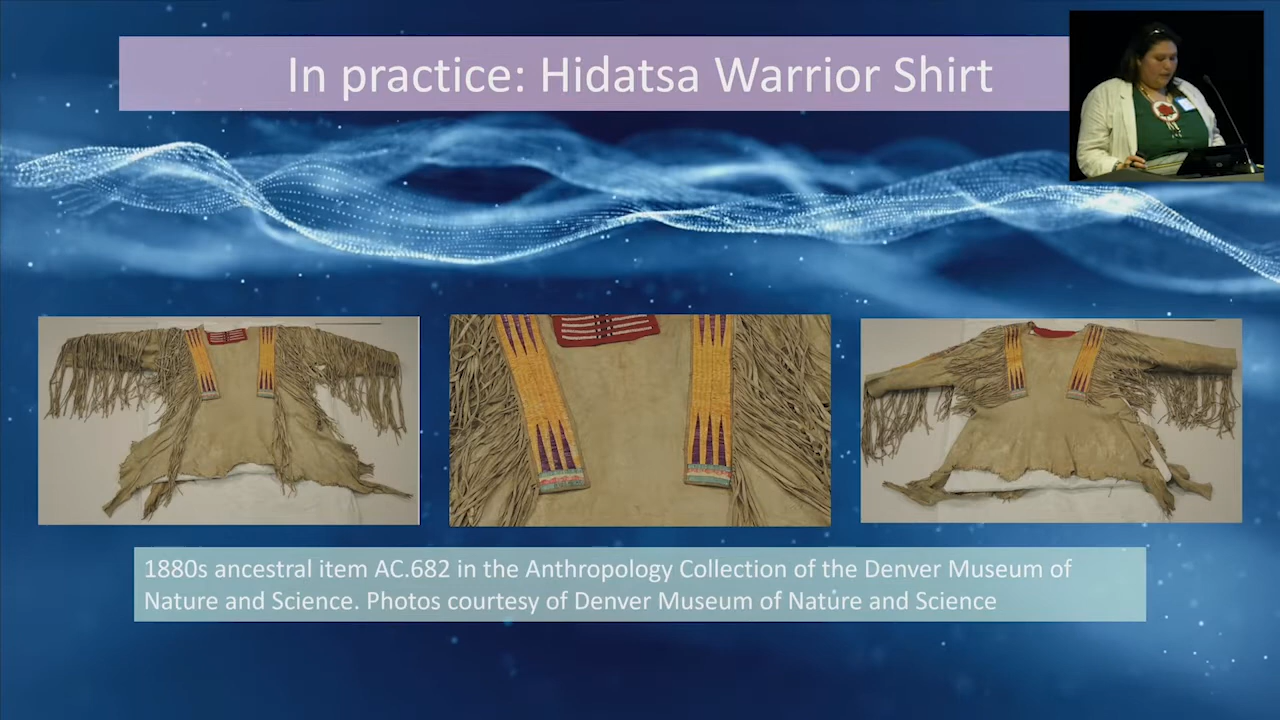 In practice: Hidatsa Warrior Shirt
1880s ancestral item AC.682 in the Anthropology Collection of the Denver Museum of
Nature and Science. Photos courtesy of Denver Museum of Nature and Science